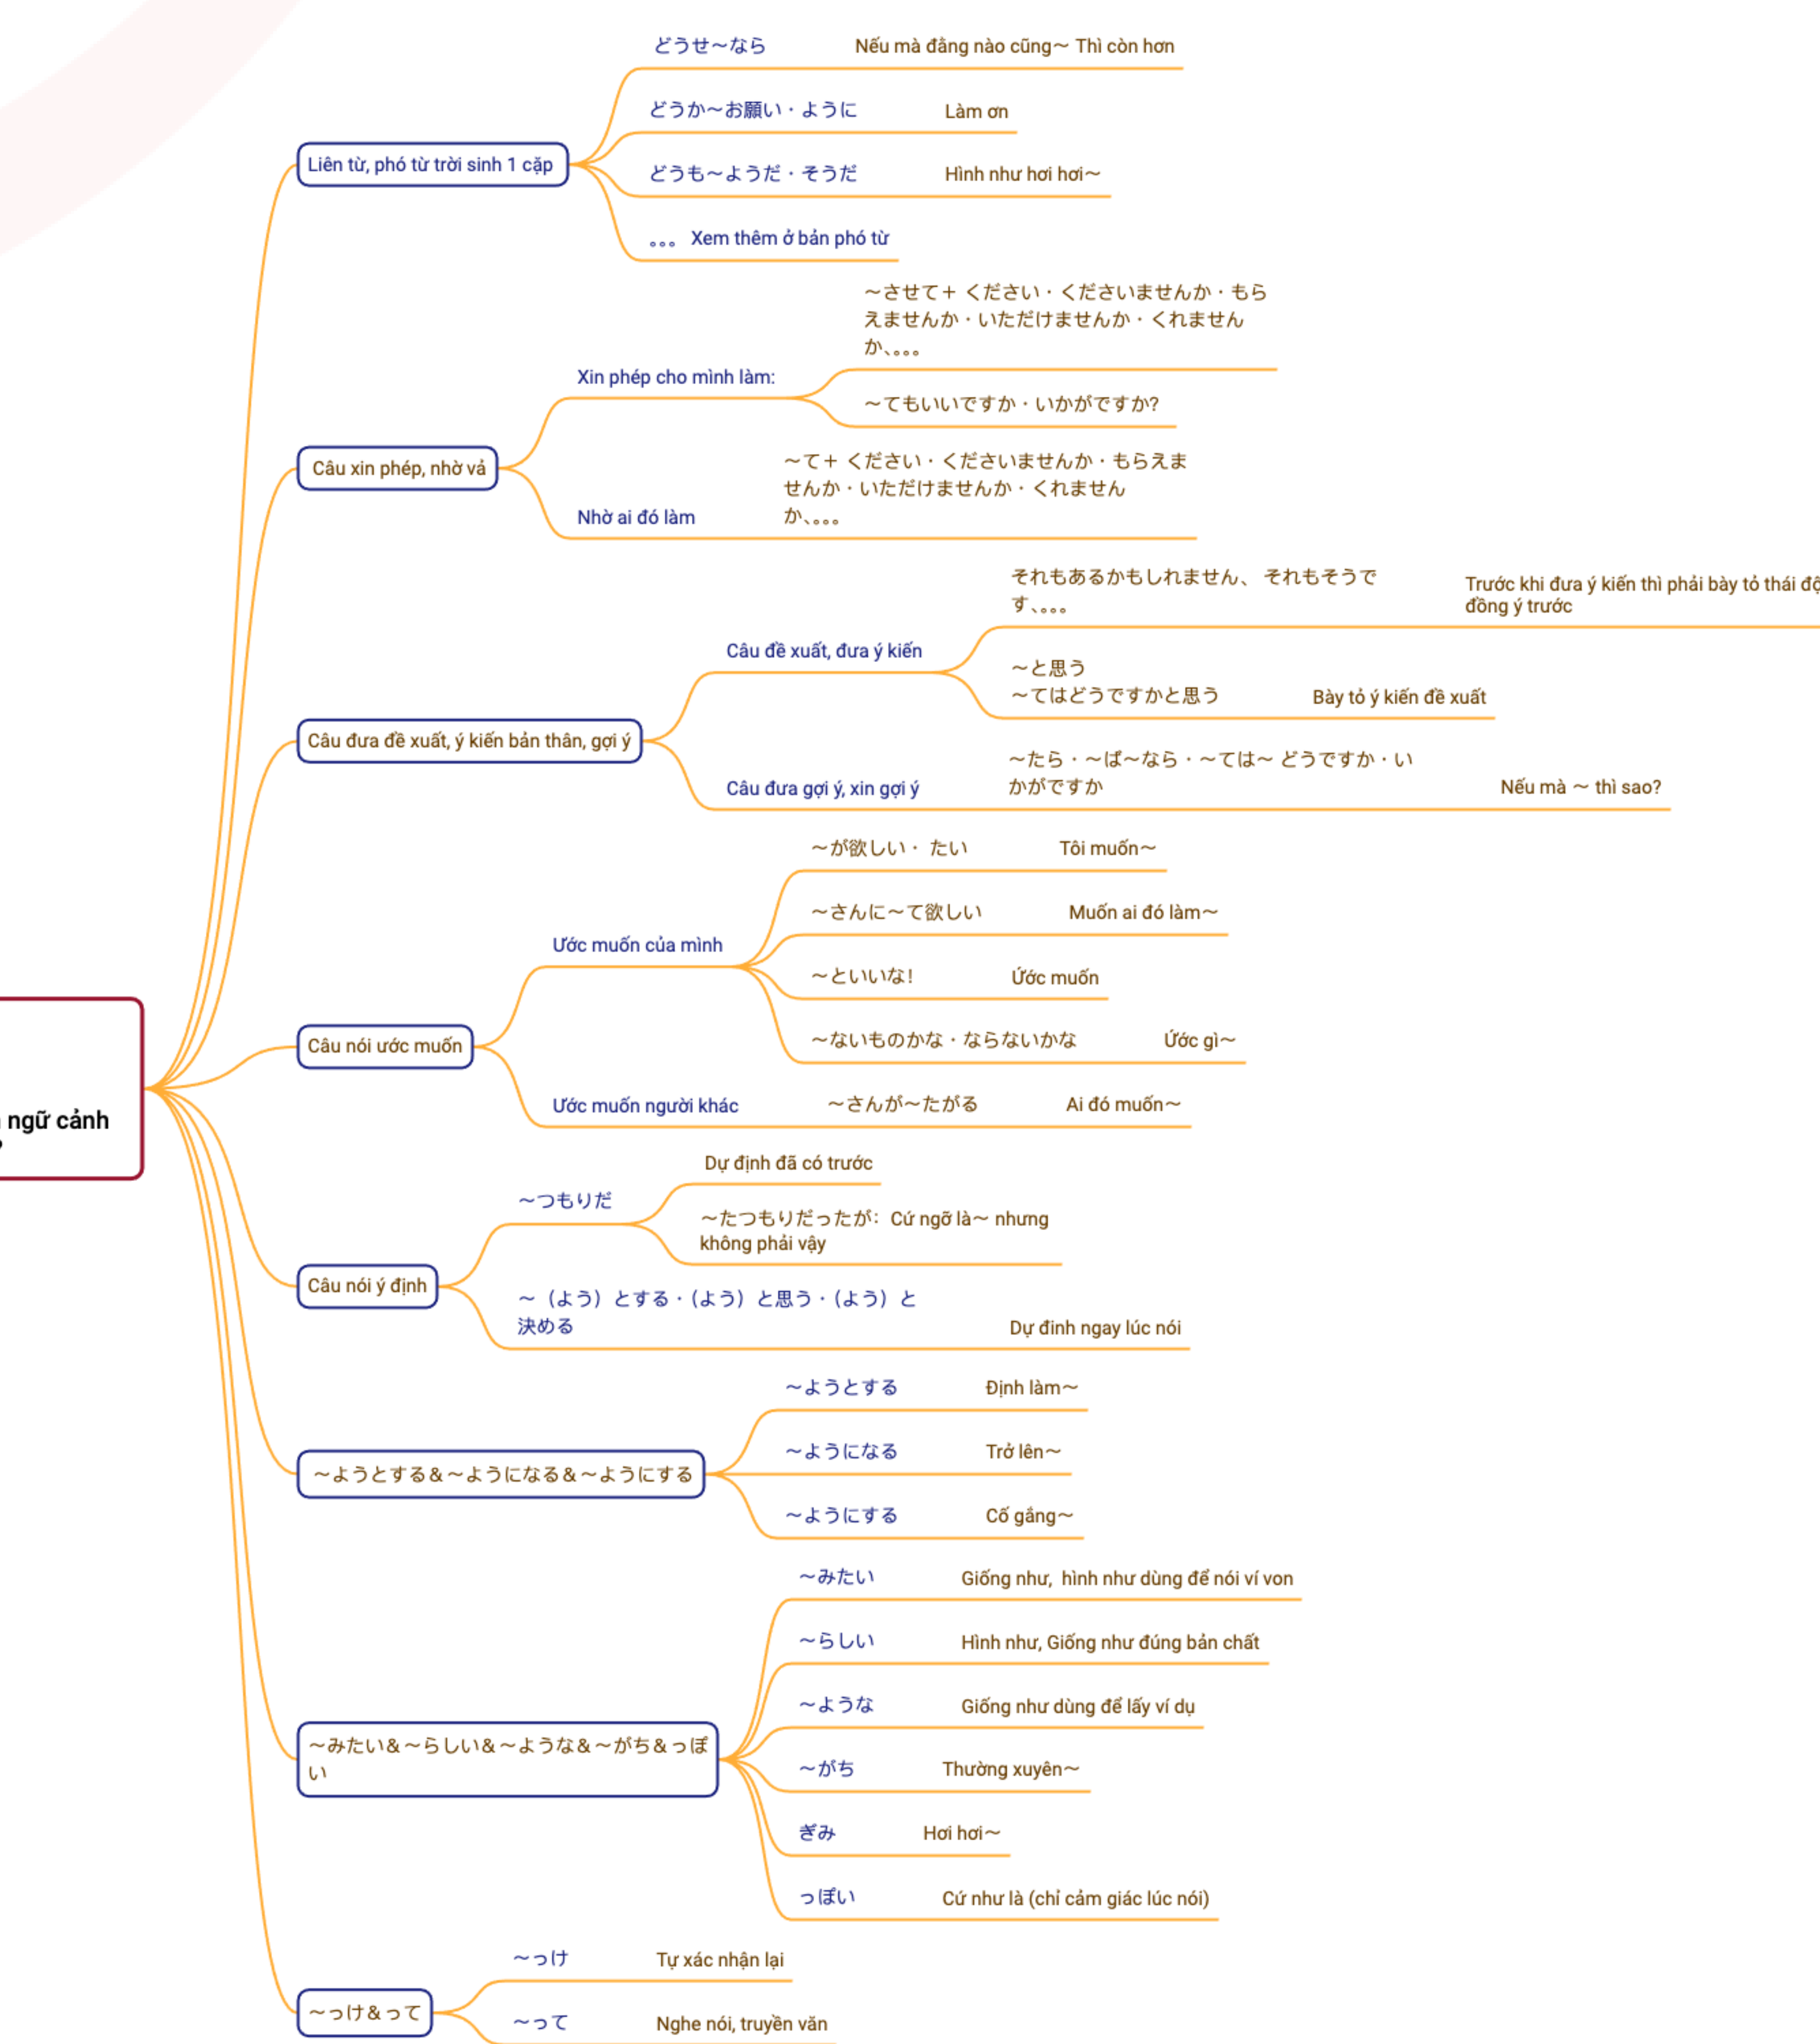 どうせ〜なら
Nếu mà đằng nào cũng〜 Thì còn hơn
どうか〜お願い・ように
Làm ơn
Liên từ, phó từ trời sinh 1 cặp
どうも〜ようだ・そうだ
Hình như hơi hơi〜
。。。 Xem thêm ở bản phó từ
〜させて＋ ください・くださいませんか・もら
えませんか・いただけませんか・くれません
か、。。。
Xin phép cho mình làm:
〜てもいいですか・いかがですか?
Câu xin phép, nhờ vả
〜て＋ ください・くださいませんか・もらえま
せんか・いただけませんか・くれません
か、。。。
Nhờ ai đó làm
それもあるかもしれません、 それもそうで
す、。。。
Trước khi đưa ý kiến thì phải bày tỏ thái độ
đồng ý trước
Câu đề xuất, đưa ý kiến
〜と思う
〜てはどうですかと思う
Bày tỏ ý kiến đề xuất
Câu đưa đề xuất, ý kiến bản thân, gợi ý
〜たら・〜ば〜なら・〜ては〜 どうですか・い
かがですか
Câu đưa gợi ý, xin gợi ý
Nếu mà 〜 thì sao?
〜が欲しい・ たい
Tôi muốn〜
〜さんに〜て欲しい
Muốn ai đó làm〜
Ước muốn của mình
〜といいな!
Ước muốn
〜ないものかな・ならないかな
Ước gì〜
Câu nói ước muốn
Ước muốn người khác
〜さんが〜たがる
Ai đó muốn〜
ngữ cảnh
Dự định đã có trước
〜つもりだ
〜たつもりだったが：Cứ ngỡ là〜 nhưng
không phải vậy
Câu nói ý định
〜（よう）とする・（よう）と思う・（よう）と
決める
Dự đinh ngay lúc nói
〜ようとする
Định làm〜
〜ようとする＆〜ようになる＆〜ようにする
〜ようになる
Trở lên〜
〜ようにする
Cố gắng〜
〜みたい
Giống như, hình như dùng để nói ví von
〜らしい
Hình như, Giống như đúng bản chất
〜ような
Giống như dùng để lấy ví dụ
〜みたい＆〜らしい＆〜ような＆〜がち＆っぽ
い
〜がち
Thường xuyên〜
ぎみ
Hơi hơi〜
っぽい
Cứ như là (chỉ cảm giác lúc nói)
〜っけ
Tự xác nhận lại
〜っけ＆って
〜って
Nghe nói, truyền văn